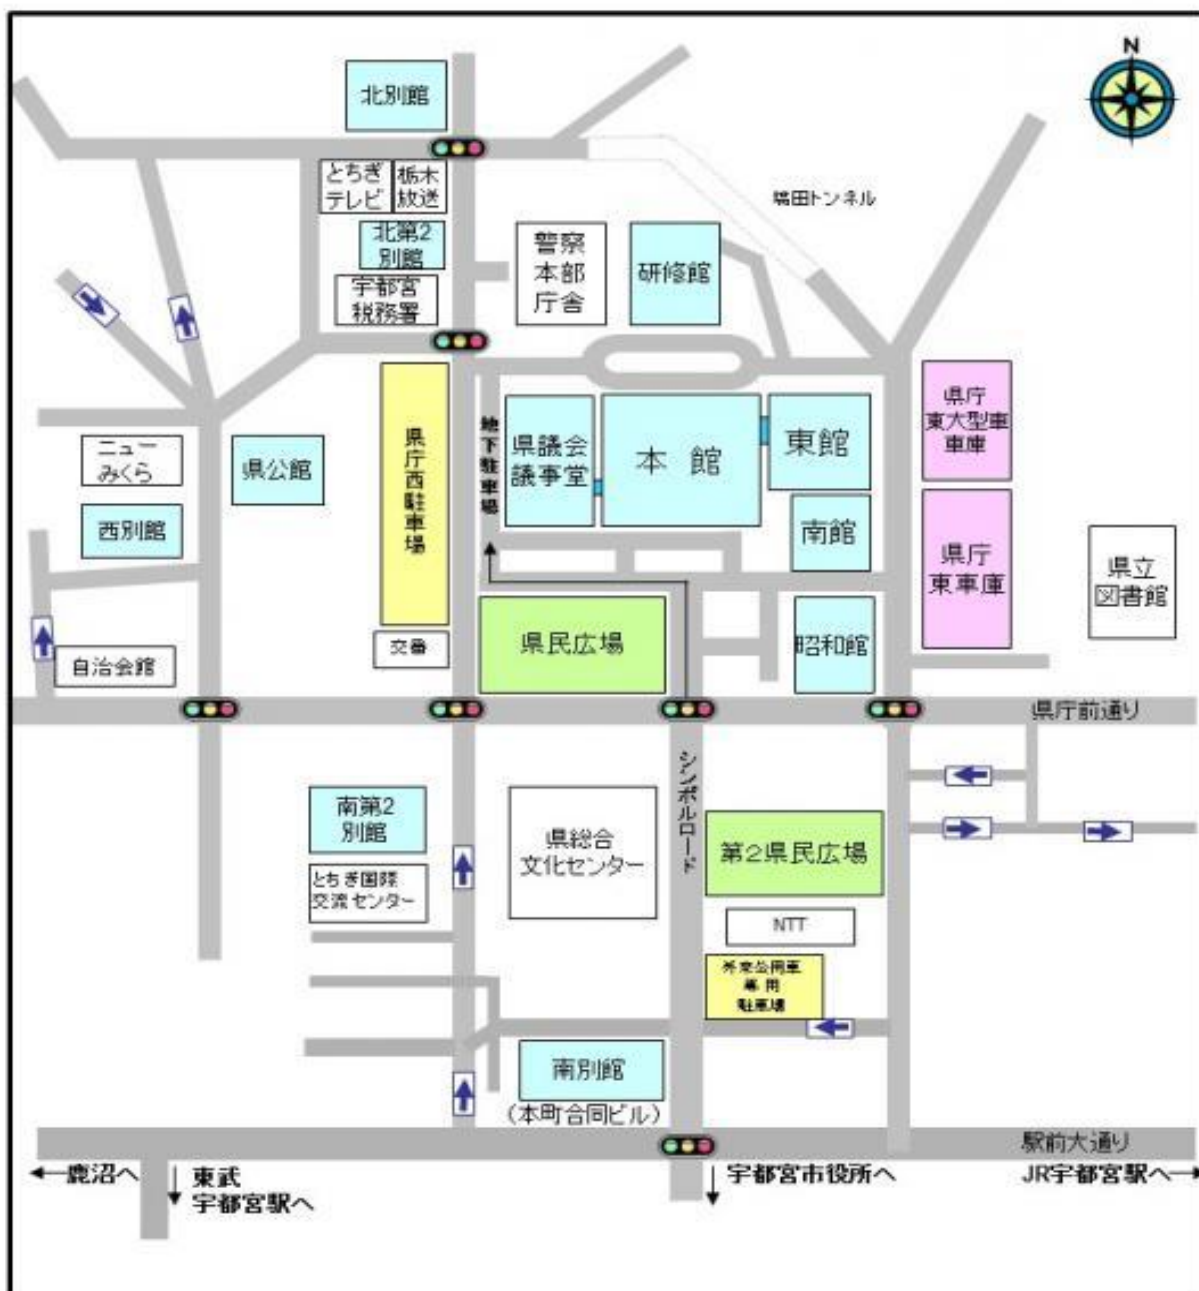 N
北別館
とちぎ
テレビ
栃木
放送
塙田トンネル
北第2
別館
警察
本部
庁舎
研修館
宇都宮
税務署
県庁
東大型車
車庫
ニュー
みくら
県公館
県庁西駐車場
地下駐車場
県議会
議事堂
本 館
東館
西別館
南館
県庁
東車庫
県立
図書館
自治会館
交番
県民広場
昭和館
県庁前通り
シンボルロード
南第2
別館
県総合
文化センター
第2県民広場
とちぎ国際
交流センター
NTT
外来公用車
専用
駐車場
南別館
(本町合同ビル)
駅前大通り
鹿沼へ
東武
宇都宮駅へ
宇都宮市役所へ
JR宇都宮駅へ